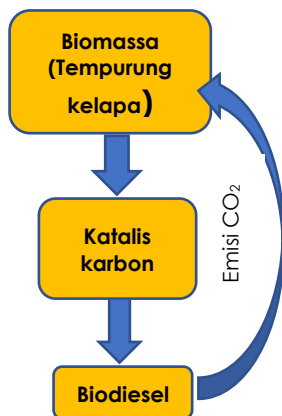 Biomassa
(Tempurung
kelapa)
Katalis
karbon
Emisi CO₂
Biodiesel